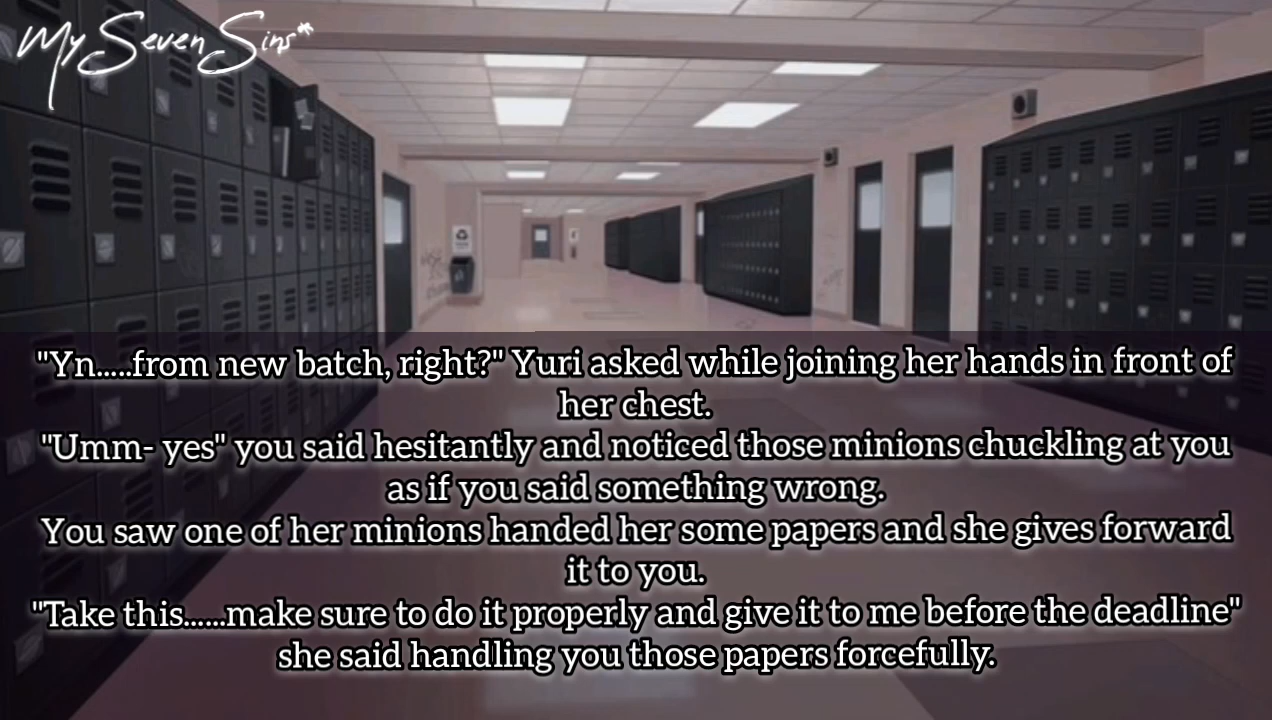 My Seven Sins*
"Yn.....from new batch, right?" Yuri asked while joining her hands in front of
her chest.
"Umm- yes" you said hesitantly and noticed those minions chuckling at you
as if you said something wrong.
You saw one of her minions handed her some papers and she gives forward
it to you.
"Take this......make sure to do it properly and give it to me before the deadline"
she said handling you those papers forcefully.